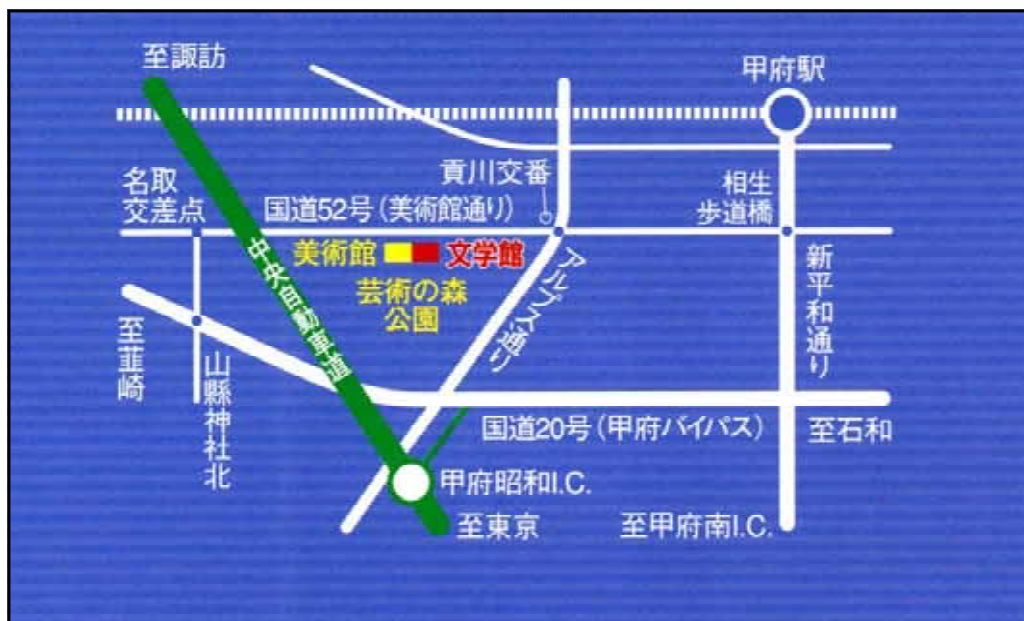 至諏訪
甲府駅
貢川交番
名取
交差点
国道52号(美術館通り)
相生
歩道橋
美術館
文学館
芸術の森
公園
中央自動車道
アルプス通り
新平和通り
至韮崎
山縣神社北
国道20号(甲府バイパス)
至石和
甲府昭和I.C.
至東京
至甲府南I.C.